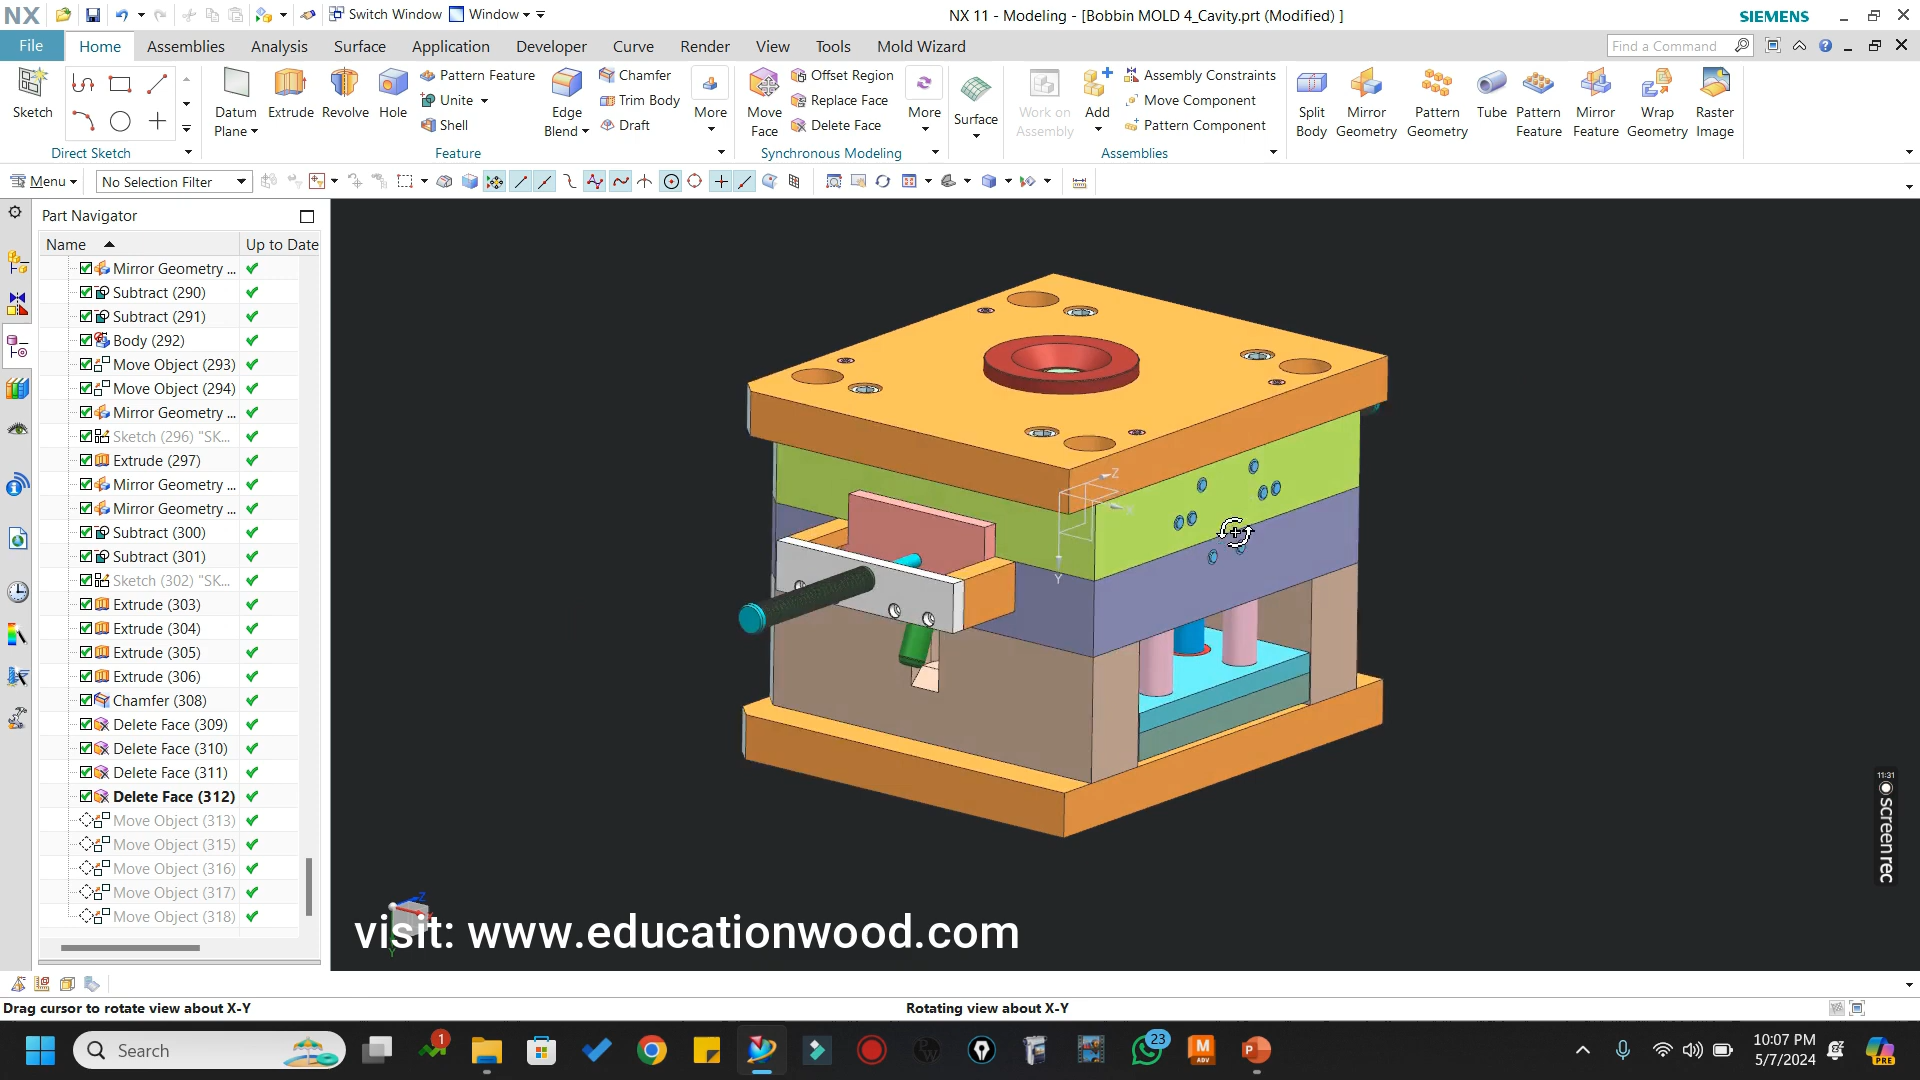 NX Switch Window Window NX 11 - Modeling - [Bobbin MOLD 4_Cavity.prt (Modified) ] SIEMENS
File Home Assemblies Analysis Surface Application Developer Curve Render View Tools Mold Wizard Find a Command
Sketch
Direct Sketch
Datum Plane
Extrude
Revolve
Hole
Pattern Feature
Unite
Shell
Edge Blend
Chamfer
Trim Body
Draft
More
Feature
Move Face
Offset Region
Replace Face
Delete Face
More
Synchronous Modeling
Surface
Work on Assembly
Add
Assembly Constraints
Move Component
Pattern Component
Assemblies
Split Body
Mirror Geometry
Pattern Geometry
Tube
Pattern Feature
Mirror Feature
Wrap Geometry
Raster Image
Menu No Selection Filter
Part Navigator
Name Up to Date
Mirror Geometry ...
Subtract (290)
Subtract (291)
Body (292)
Move Object (293)
Move Object (294)
Mirror Geometry ...
Sketch (296) "SK...
Extrude (297)
Mirror Geometry ...
Mirror Geometry ...
Subtract (300)
Subtract (301)
Sketch (302) "SK...
Extrude (303)
Extrude (304)
Extrude (305)
Extrude (306)
Chamfer (308)
Delete Face (309)
Delete Face (310)
Delete Face (311)
Delete Face (312)
Move Object (313)
Move Object (315)
Move Object (316)
Move Object (317)
Move Object (318)
Z
X
Y
Z
Y
visit: www.educationwood.com
11:31
screenrec
Drag cursor to rotate view about X-Y Rotating view about X-Y
Search
1
23
M
ADV
P
10:07 PM
5/7/2024
PRE